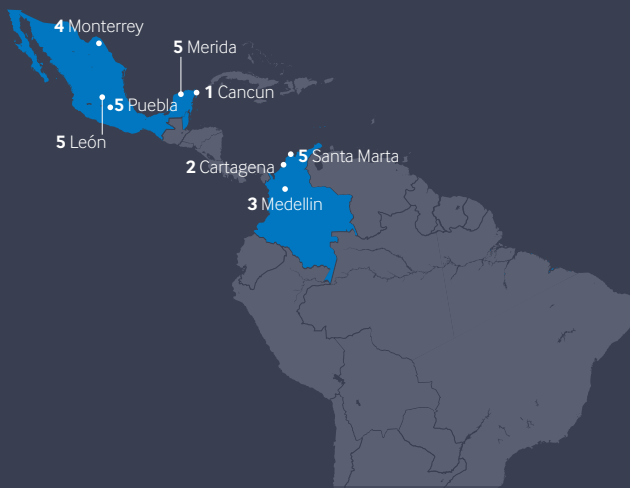 4 Monterrey
5 Merida
1 Cancun
5 Puebla
5 León
5 Santa Marta
2 Cartagena
3 Medellin